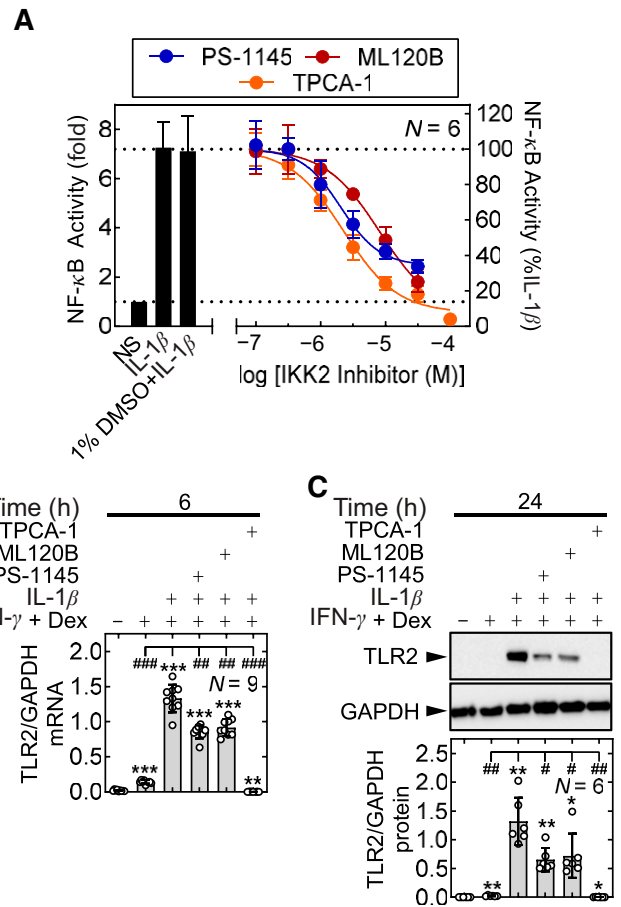 A
PS-1145 ML120B
TPCA-1
N = 6
NF-κB Activity (fold)
8
6
4
2
0
NF-κB Activity (%IL-1β)
120
100
80
60
40
20
0
NS
IL-1β
1% DMSO+IL-1β
−7 −6 −5 −4
log [IKK2 Inhibitor (M)]
Time (h) 6
TPCA-1 +
ML120B +
PS-1145 +
IL-1β + + + +
-γ + Dex − + + + + +
TLR2/GAPDH
mRNA
2.0
1.5
1.0
0.5
0.0
### ## ## ###
N = 9
*** *** *** *** **
C
Time (h) 24
TPCA-1 +
ML120B +
PS-1145 +
IL-1β + + + +
IFN-γ + Dex − + + + + +
TLR2
GAPDH
TLR2/GAPDH
protein
2.5
2.0
1.5
1.0
0.5
0.0
## # # ##
N = 6
** ** ** * *